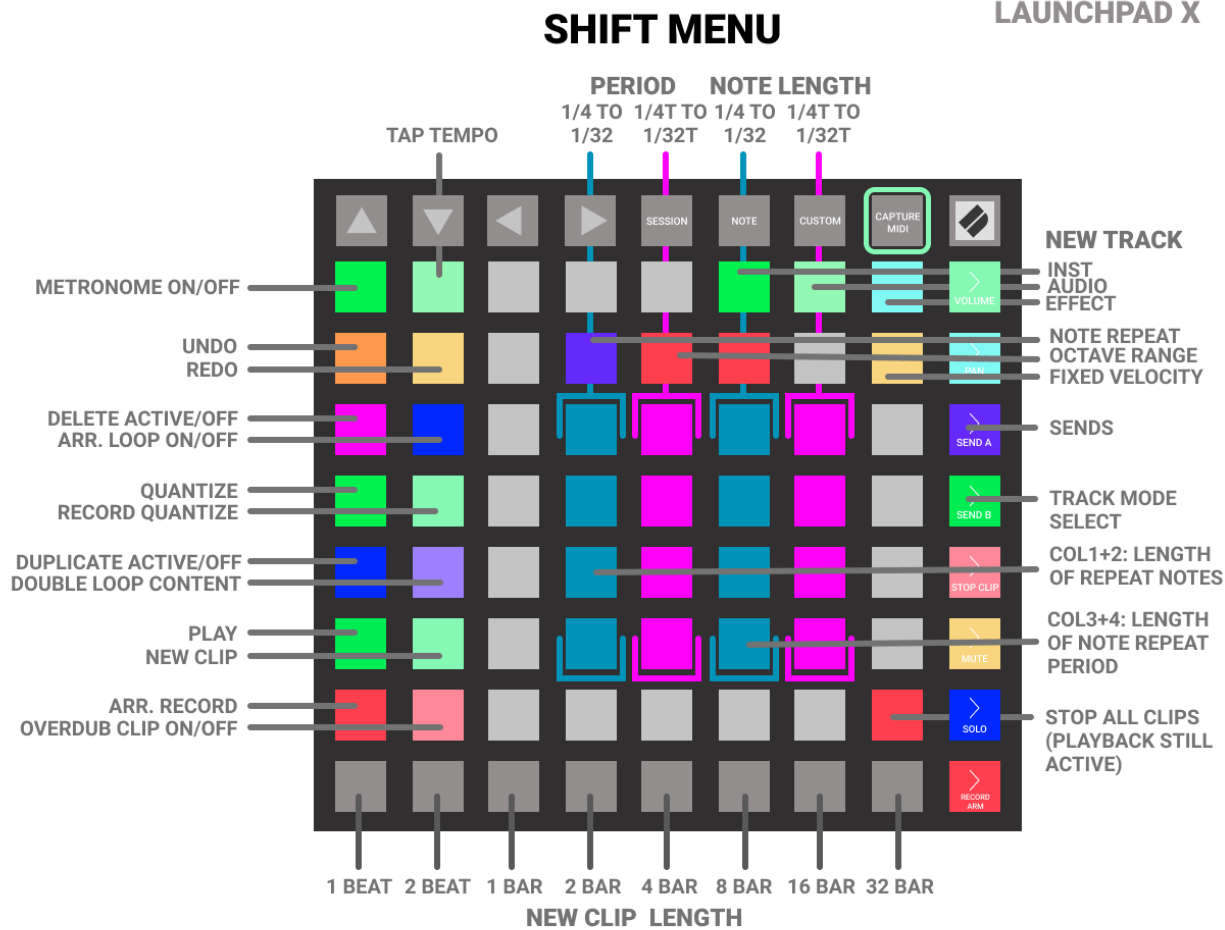 LAUNCHPAD X
SHIFT MENU
PERIOD
NOTE LENGTH
1/4 TO
1/32
1/4T TO
1/32T
1/4 TO
1/32
1/4T TO
1/32T
TAP TEMPO
SESSION
NOTE
CUSTOM
CAPTURE
MIDI
NEW TRACK
METRONOME ON/OFF
VOLUME
INST
AUDIO
EFFECT
UNDO
REDO
PAN
NOTE REPEAT
OCTAVE RANGE
FIXED VELOCITY
DELETE ACTIVE/OFF
ARR. LOOP ON/OFF
SEND A
SENDS
QUANTIZE
RECORD QUANTIZE
SEND B
TRACK MODE
SELECT
DUPLICATE ACTIVE/OFF
DOUBLE LOOP CONTENT
STOP CLIP
COL1+2: LENGTH
OF REPEAT NOTES
PLAY
NEW CLIP
MUTE
COL3+4: LENGTH
OF NOTE REPEAT
PERIOD
ARR. RECORD
OVERDUB CLIP ON/OFF
SOLO
STOP ALL CLIPS
(PLAYBACK STILL
ACTIVE)
RECORD
ARM
1 BEAT 2 BEAT 1 BAR 2 BAR 4 BAR 8 BAR 16 BAR 32 BAR
NEW CLIP LENGTH